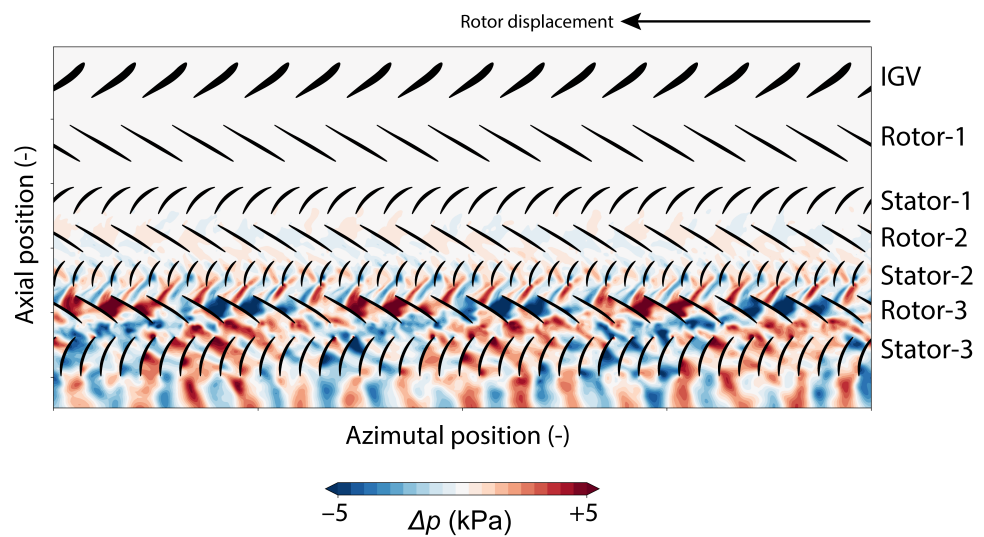 Rotor displacement
IGV
Rotor-1
Stator-1
Rotor-2
Stator-2
Rotor-3
Stator-3
Axial position (-)
Azimutal position (-)
–5 +5
Δp (kPa)